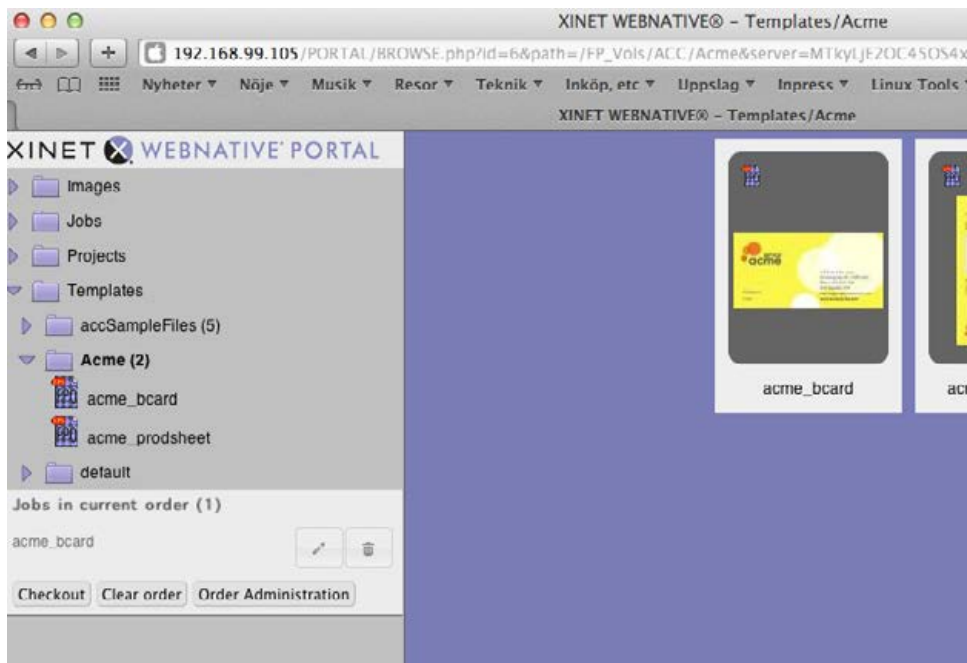 XINET WEBNATIVE® – Templates/Acme
192.168.99.105/PORTAL/BROWSE.php?id=6&path=/FP_Vols/ACC/Acme&server=
Nyheter Nöje Musik Resor Teknik Inköp, etc Uppslag Inpress Linux Tools
XINET WEBNATIVE® – Templates/Acme
XINET X WEBNATIVE® PORTAL
Images
Jobs
Projects
Templates
accSampleFiles (5)
Acme (2)
acme_bcard
acme_prodsheet
default
Jobs in current order (1)
acme_bcard
Checkout Clear order Order Administration
acme
acme_bcard